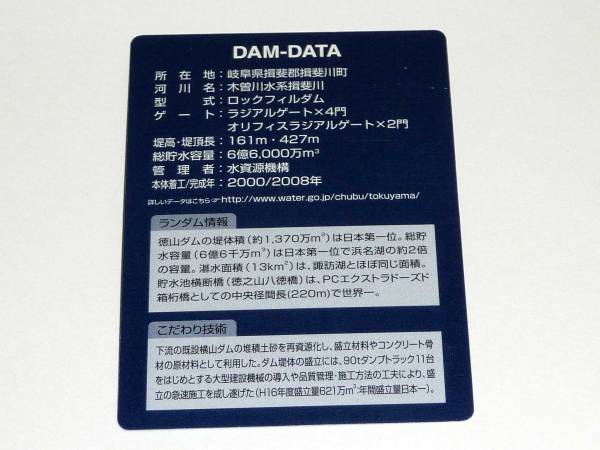 DAM-DATA
所在地：岐阜県揖斐郡揖斐川町
河川名：木曽川水系揖斐川
型式：ロックフィルダム
ゲート：ラジアルゲート×4門
オリフィスラジアルゲート×2門
堤高・堤頂長：161m・427m
総貯水容量：6億6,000万m³
管理者：水資源機構
本体着工/完成年：2000/2008年
詳しいデータはこちら☞http://www.water.go.jp/chubu/tokuyama/
ランダム情報
徳山ダムの堤体積（約1,370万m³）は日本第一位。総貯
水容量（6億6千万m³）は日本第一位で浜名湖の約2倍
の容量。湛水面積（13km²）は、諏訪湖とほぼ同じ面積。
貯水池横断橋（徳之山八徳橋）は、PCエクストラドーズド
箱桁橋としての中央径間長(220m)で世界一。
こだわり技術
下流の既設横山ダムの堆積土砂を再資源化し、盛立材料やコンクリート骨
材の原材料として利用した。ダム堤体の盛立には、90tダンプトラック11台
をはじめとする大型建設機械の導入や品質管理・施工方法の工夫により、盛
立の急速施工を成し遂げた（H16年度盛立量621万m³:年間盛立量日本一）。